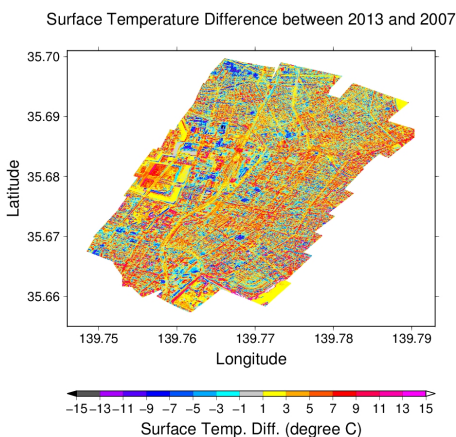 Surface Temperature Difference between 2013 and 2007
35.70
35.69
35.68
35.67
35.66
Latitude
139.75 139.76 139.77 139.78 139.79
Longitude
−15 −13 −11 −9 −7 −5 −3 −1 1 3 5 7 9 11 13 15
Surface Temp. Diff. (degree C)